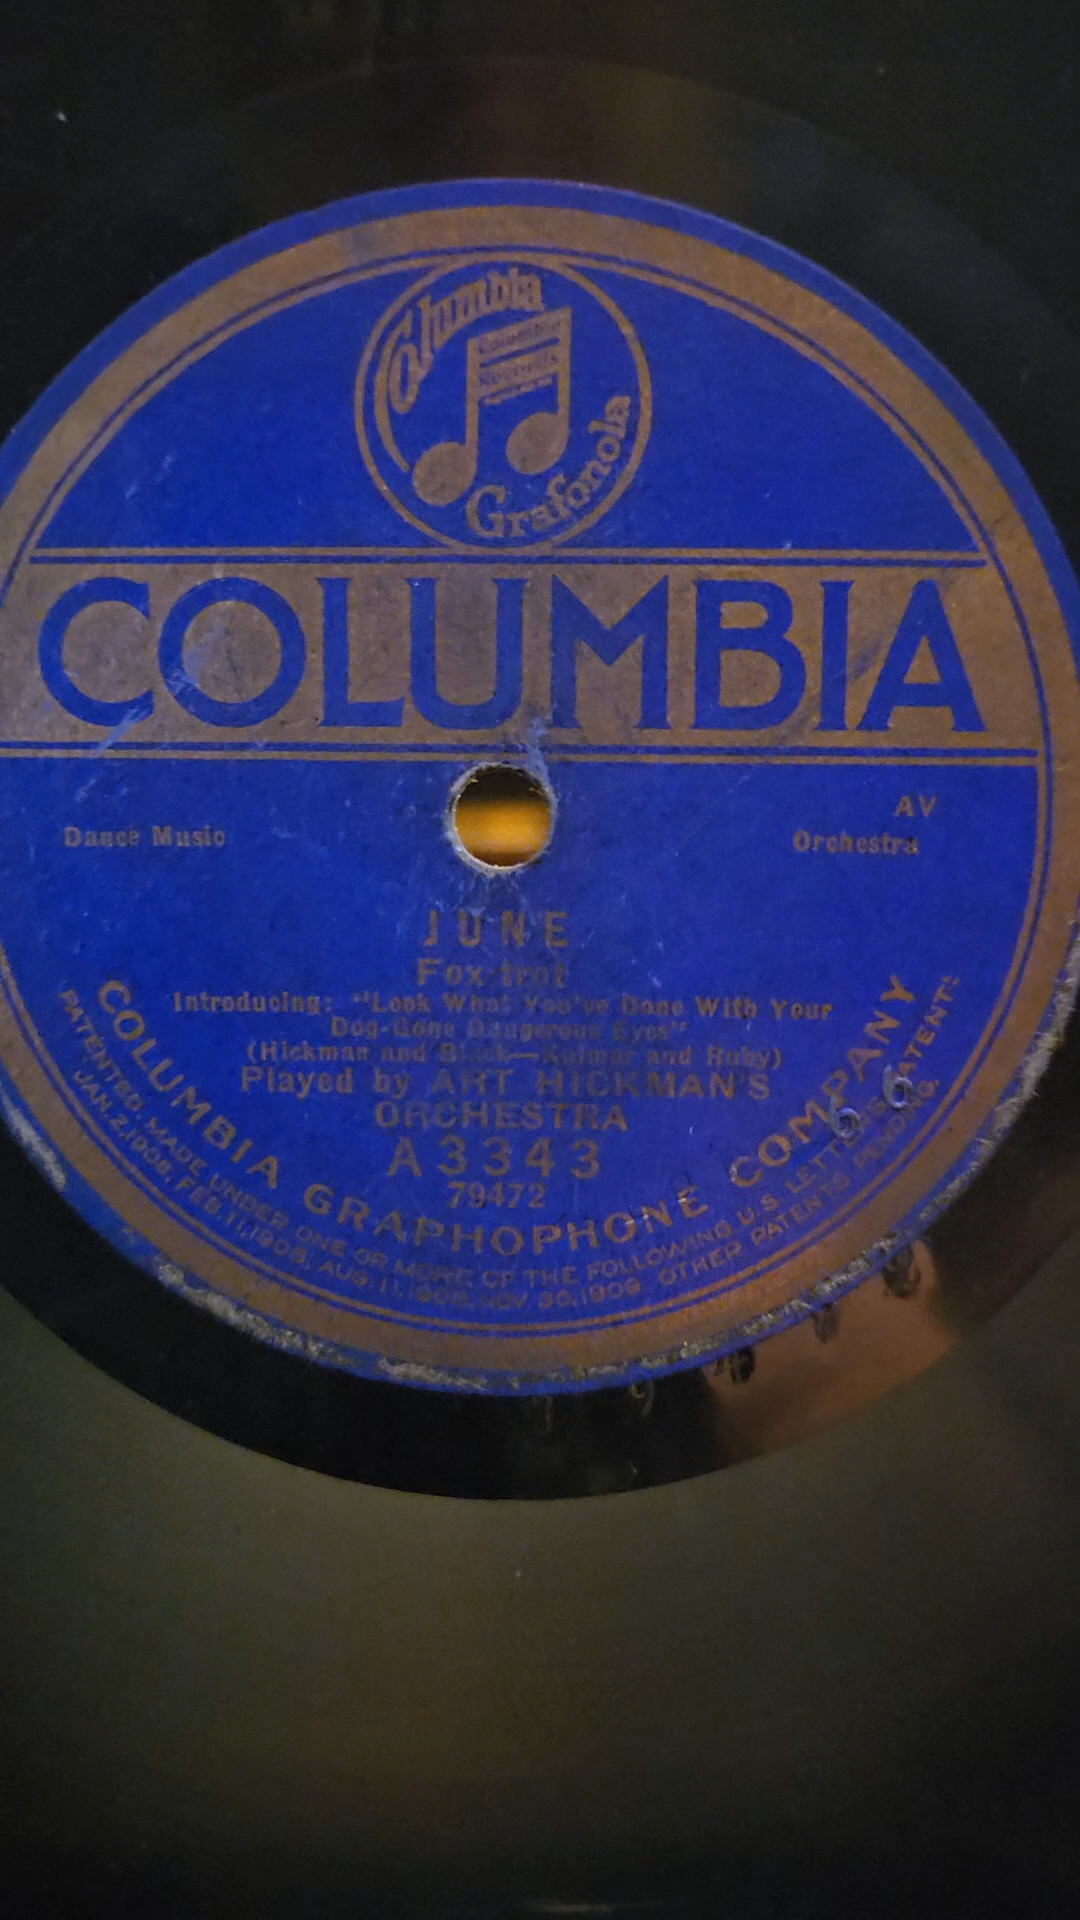 Columbia
Columbia
Records
Grafonola
COLUMBIA
Dance Music
AV
Orchestra
JUNE
Fox-trot
Introducing: "Look What You've Done With Your
Dog-Gone Dangerous Eyes"
(Hickman and Black—Kalmar and Ruby)
Played by ART HICKMAN'S
ORCHESTRA
A3343
79472
COLUMBIA GRAPHOPHONE COMPANY
PATENTED. MADE UNDER ONE OR MORE OF THE FOLLOWING U.S. LETTERS PATENT:
JAN.2,1906, FEB.11,1908, AUG.11,1908, NOV.30,1909. OTHER PATENTS PENDING.
66